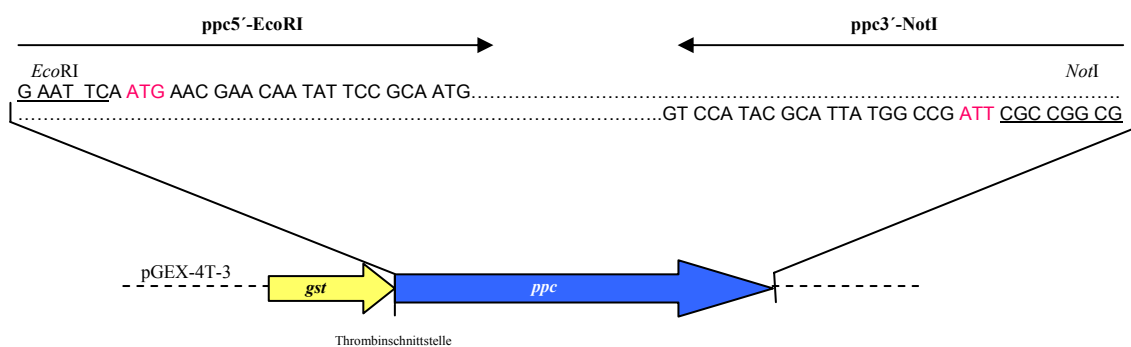 ppc5´-EcoRI ppc3´-NotI
EcoRI NotI
G AAT TCA ATG AAC GAA CAA TAT TCC GCA ATG..............................................................
..............................................................GT CCA TAC GCA TTA TGG CCG ATT CGC CGG CG
pGEX-4T-3
gst ppc
Thrombinschnittstelle